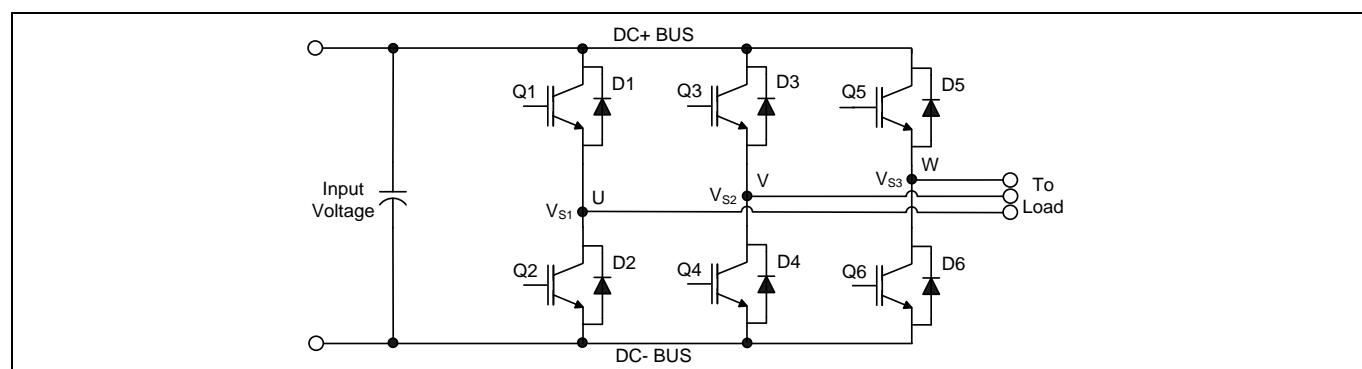 DC+ BUS
Q1
D1
Q3
D3
Q5
D5
Input
Voltage
VS1
U
VS2
V
VS3
W
To
Load
Q2
D2
Q4
D4
Q6
D6
DC- BUS